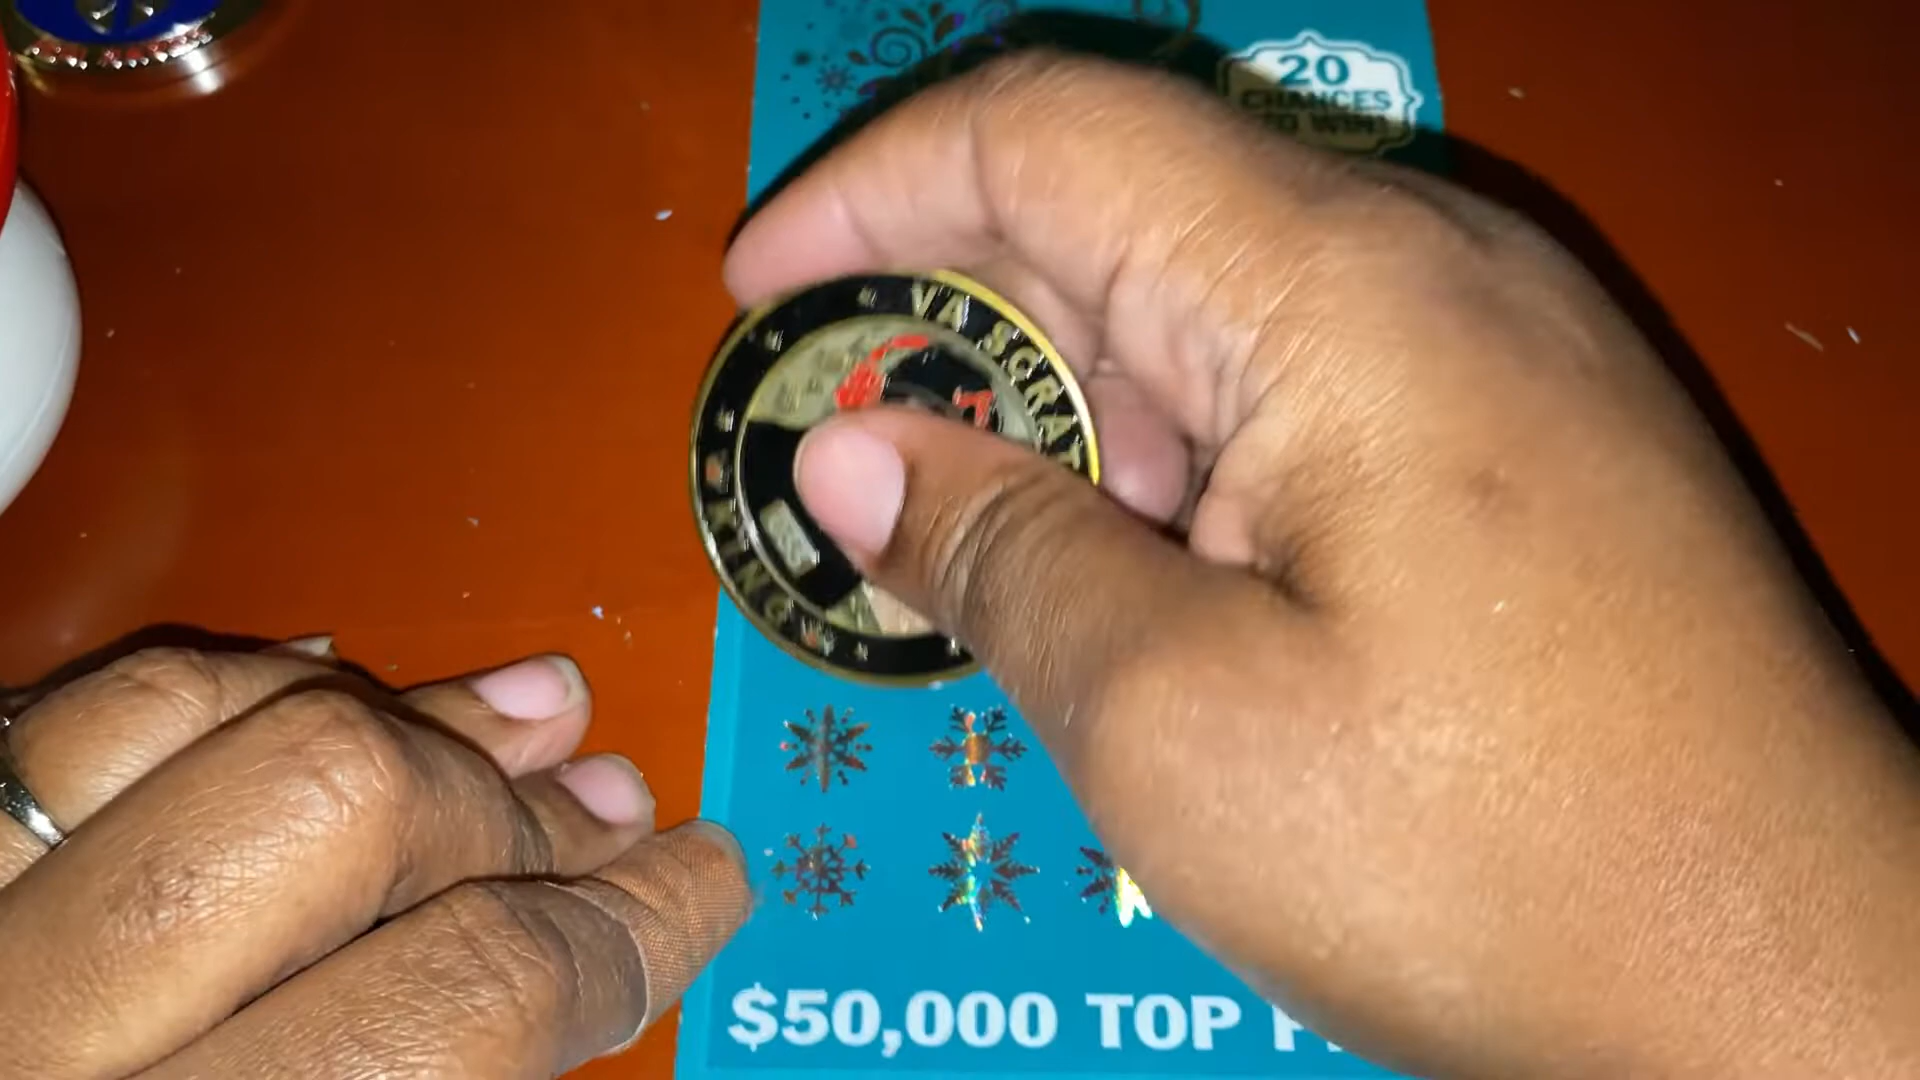 20
CHANCES
TO WIN!
VA SCRAT
KING
$50,000 TOP P